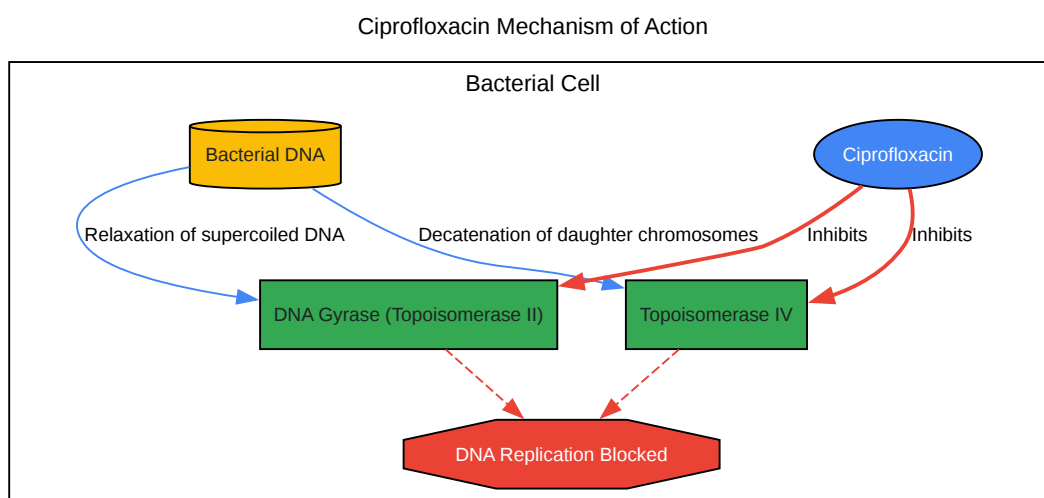 Ciprofloxacin Mechanism of Action
Bacterial Cell
Bacterial DNA
Ciprofloxacin
Relaxation of supercoiled DNA
Decatenation of daughter chromosomes
Inhibits
Inhibits
DNA Gyrase (Topoisomerase II)
Topoisomerase IV
DNA Replication Blocked